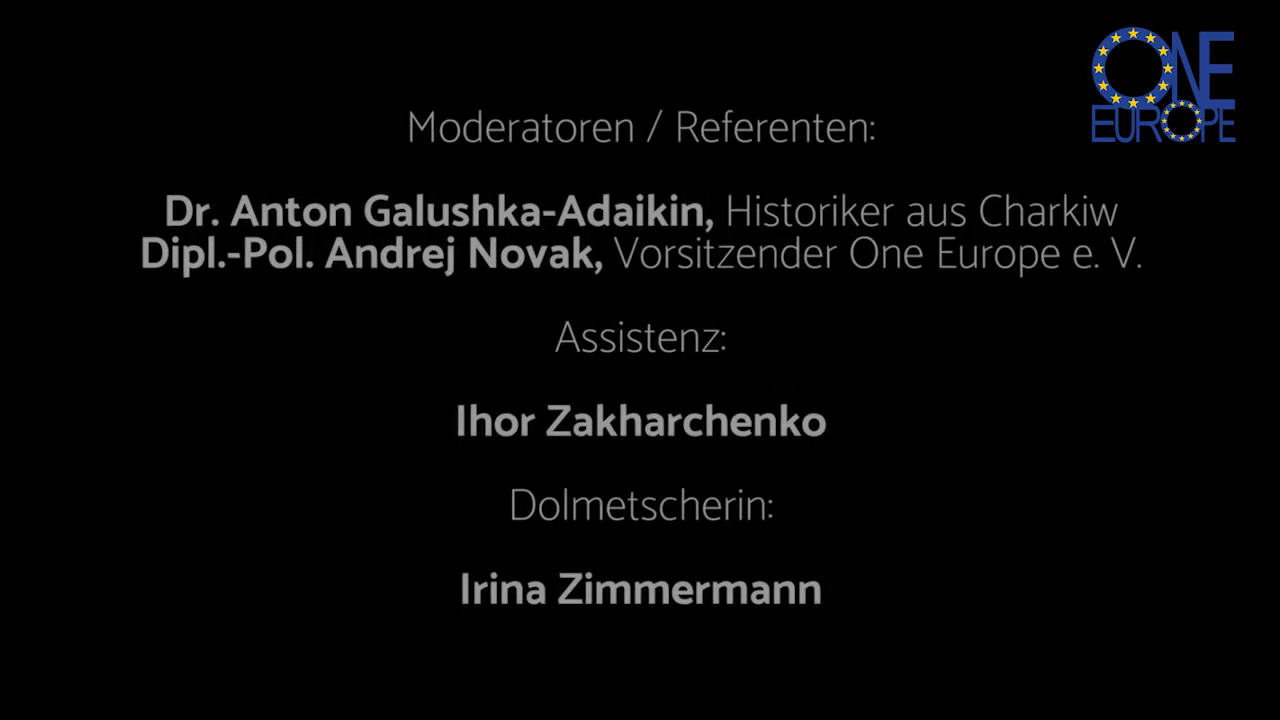 ONE
EUROPE
Moderatoren / Referenten:
Dr. Anton Galushka-Adaikin, Historiker aus Charkiw
Dipl.-Pol. Andrej Novak, Vorsitzender One Europe e. V.
Assistenz:
Ihor Zakharchenko
Dolmetscherin:
Irina Zimmermann